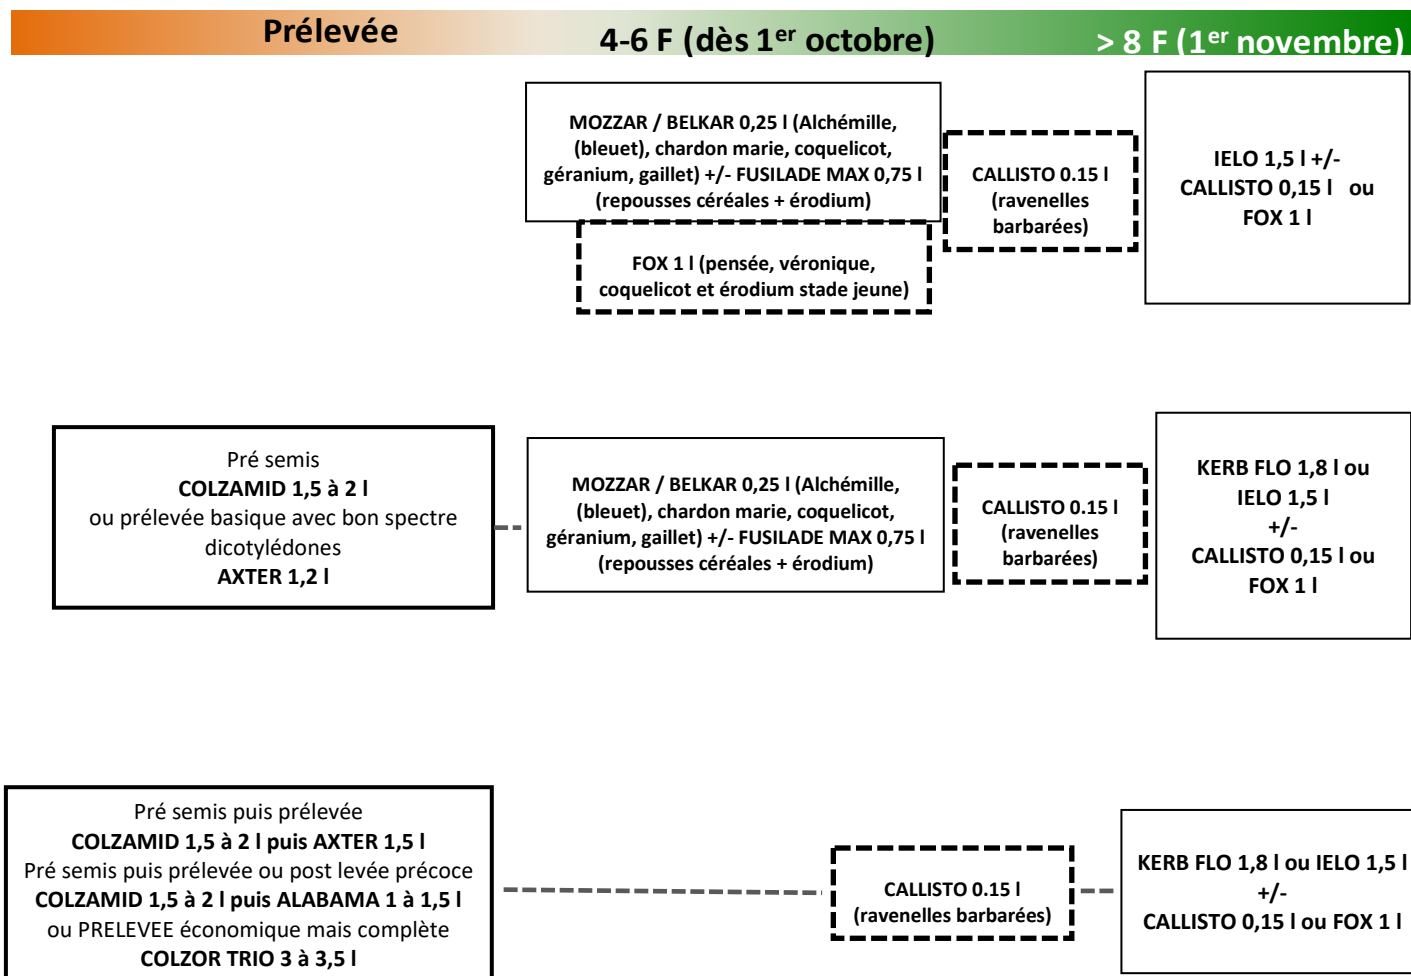 Prélevée
4-6 F (dès 1er octobre)
> 8 F (1er novembre)
MOZZAR / BELKAR 0,25 l (Alchémille,
(bleuet), chardon marie, coquelicot,
géranium, gaillet) +/- FUSILADE MAX 0,75 l
(repousses céréales + érodium)
FOX 1 l (pensée, véronique,
coquelicot et érodium stade jeune)
CALLISTO 0.15 l
(ravenelles
barbarées)
IELO 1,5 l +/-
CALLISTO 0,15 l ou
FOX 1 l
Pré semis
COLZAMID 1,5 à 2 l
ou prélevée basique avec bon spectre
dicotylédones
AXTER 1,2 l
MOZZAR / BELKAR 0,25 l (Alchémille,
(bleuet), chardon marie, coquelicot,
géranium, gaillet) +/- FUSILADE MAX 0,75 l
(repousses céréales + érodium)
CALLISTO 0.15 l
(ravenelles
barbarées)
KERB FLO 1,8 l ou
IELO 1,5 l
+/-
CALLISTO 0,15 l ou
FOX 1 l
Pré semis puis prélevée
COLZAMID 1,5 à 2 l puis AXTER 1,5 l
Pré semis puis prélevée ou post levée précoce
COLZAMID 1,5 à 2 l puis ALABAMA 1 à 1,5 l
ou PRELEVEE économique mais complète
COLZOR TRIO 3 à 3,5 l
CALLISTO 0.15 l
(ravenelles barbarées)
KERB FLO 1,8 l ou IELO 1,5 l
+/-
CALLISTO 0,15 l ou FOX 1 l